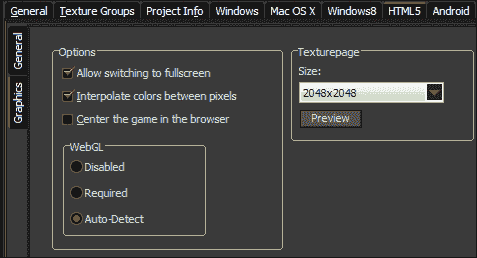 General Texture Groups Project Info Windows Mac OS X Windows8 HTML5 Android
General
Graphics
Options
Allow switching to fullscreen
Interpolate colors between pixels
Center the game in the browser
WebGL
Disabled
Required
Auto-Detect
Texturepage
Size:
2048x2048
Preview